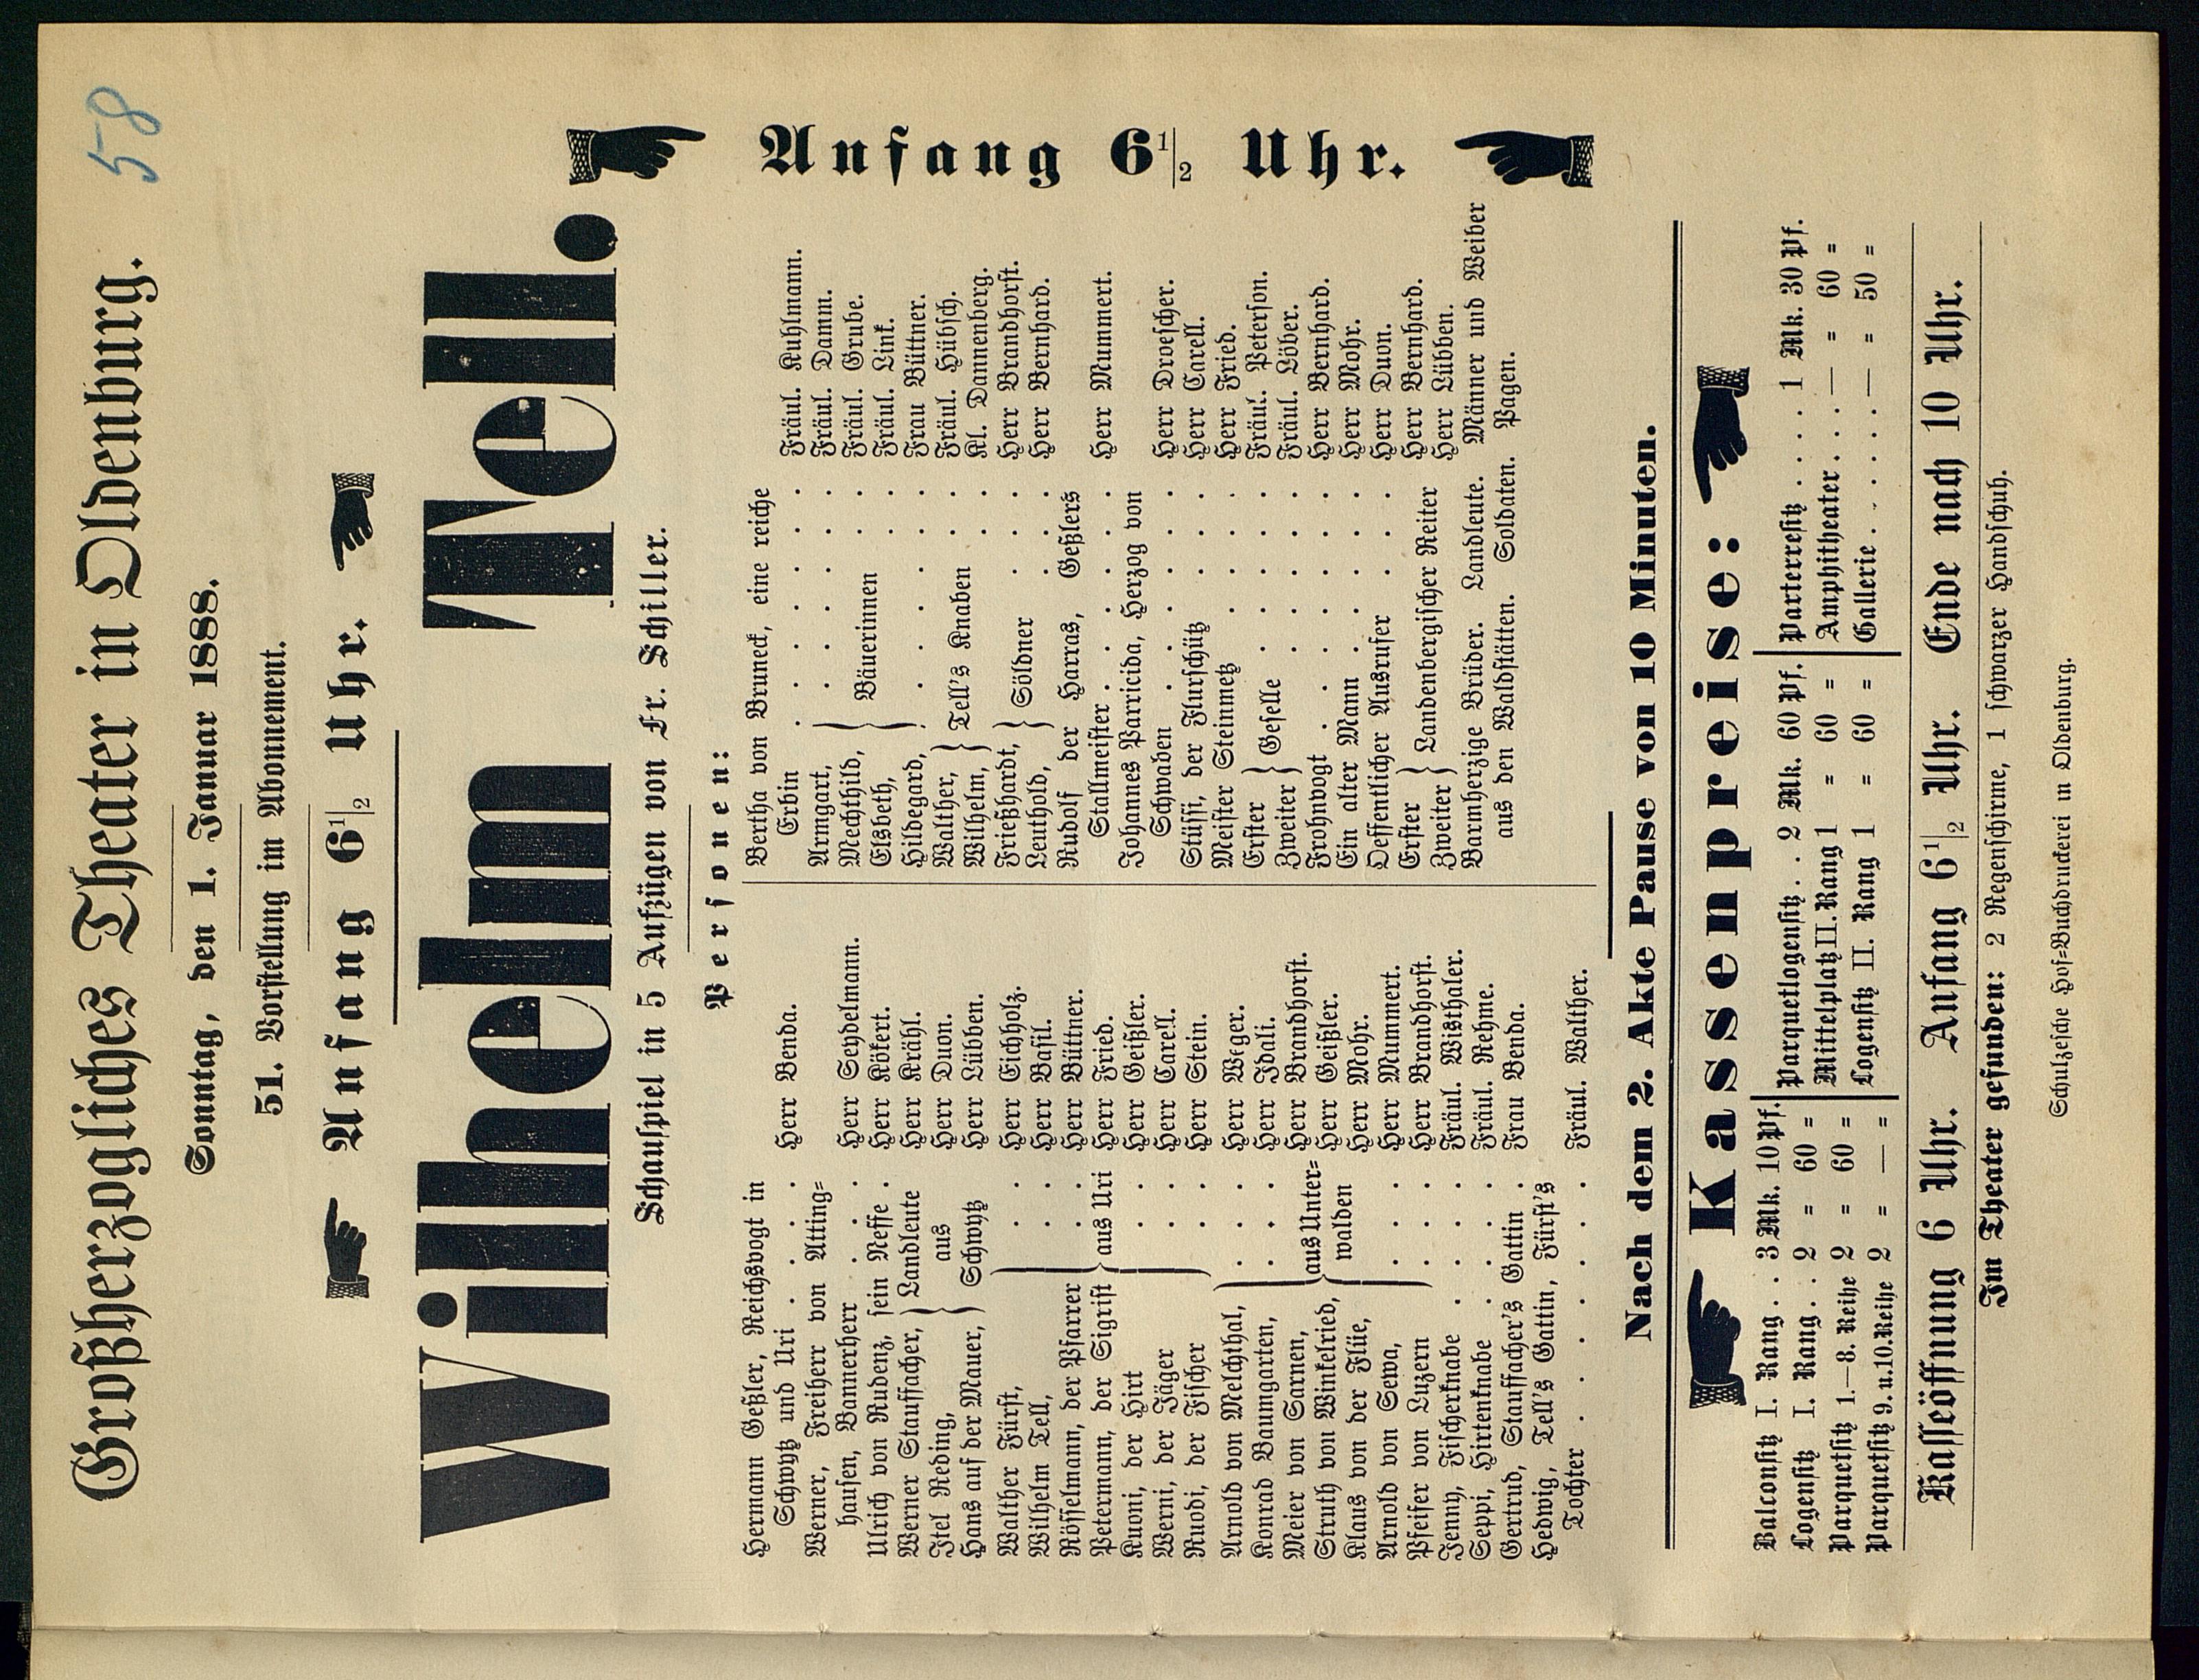 58
Großherzogliches Theater in Oldenburg.
Sonntag, den 1. Januar 1888.
51. Vorstellung im Abonnement.
Anfang 6 1/2 Uhr.
Wilhelm Tell.
Schauspiel in 5 Aufzügen von Fr. Schiller.
Personen:
Hermann Geßler, Reichsvogt in
Schwytz und Uri . . . . Herr Benda.
Werner, Freiherr von Atting-
hausen, Bannerherr . . . Herr Seydelmann.
Ulrich von Rudenz, sein Neffe . Herr Kökert.
Werner Stauffacher, } Landleute Herr Krähl.
Itel Reding, } aus Herr Duon.
Hans auf der Mauer, } Schwytz Herr Lübben.
Walther Fürst, . . Herr Eichholz.
Wilhelm Tell, . . Herr Basil.
Rösselmann, der Pfarrer . . Herr Büttner.
Petermann, der Sigrist } aus Uri Herr Fried.
Kuoni, der Hirt . . Herr Geißler.
Werni, der Jäger . . Herr Carell.
Ruodi, der Fischer . . Herr Stein.
Arnold von Melchthal, . . Herr Weger.
Konrad Baumgarten, . . Herr Idali.
Meier von Sarnen, } aus Unter- Herr Brandhorst.
Struth von Winkelried, } walden Herr Geißler.
Klaus von der Flüe, Herr Mohr.
Arnold von Sewa, . . Herr Mummert.
Pfeifer von Luzern . . Herr Brandhorst.
Jenny, Fischerknabe . . . Fräul. Wisthaler.
Seppi, Hirtenknabe . . . Fräul. Rehme.
Gertrud, Stauffacher's Gattin . Frau Benda.
Hedwig, Tell's Gattin, Fürst's
Tochter . . . . . . Fräul. Walther.
Bertha von Bruneck, eine reiche
Erbin . . . . . . Fräul. Kuhlmann.
Armgart, . . . . Fräul. Damm.
Mechthild, } Bäuerinnen . . Fräul. Grube.
Elsbeth, . . Fräul. Link.
Hildegard, . . . . Frau Büttner.
Walther, } Tell's Knaben . Fräul. Hübsch.
Wilhelm, . Kl. Dannenberg.
Frießhardt, } Söldner . . Herr Brandhorst.
Leuthold, . . Herr Bernhard.
Rudolf der Harras, Geßlers
Stallmeister . . . . . Herr Mummert.
Johannes Parricida, Herzog von
Schwaben . . . . . Herr Droescher.
Stüssi, der Flurschütz . . . Herr Carell.
Meister Steinmetz . . . . Herr Fried.
Erster } Geselle . . . . Fräul. Peterson.
Zweiter . . . . Fräul. Löber.
Frohnvogt . . . . . Herr Bernhard.
Ein alter Mann . . . . Herr Mohr.
Oeffentlicher Ausrufer . . . Herr Duon.
Erster } Landenbergischer Reiter Herr Bernhard.
Zweiter Herr Lübben.
Barmherzige Brüder. Landleute. Männer und Weiber
aus den Waldstätten. Soldaten. Pagen.
Anfang 6 1/2 Uhr.
Nach dem 2. Akte Pause von 10 Minuten.
Kassenpreise:
Balconsitz I. Rang . . 3 Mk. 10 Pf.
Logensitz I. Rang . . 2 = 60 =
Parquetsitz 1.—8. Reihe 2 = 60 =
Parquetsitz 9. u. 10. Reihe 2 = — =
Parquetlogensitz . . 2 Mk. 60 Pf.
Mittelplatz II. Rang 1 = 60 =
Logensitz II. Rang 1 = 60 =
Parterresitz . . . . 1 Mk. 30 Pf.
Amphitheater . . . — = 60 =
Gallerie . . . . . — = 50 =
Kasseöffnung 6 Uhr. Anfang 6 1/2 Uhr. Ende nach 10 Uhr.
Im Theater gefunden: 2 Regenschirme, 1 schwarzer Handschuh.
Schulzesche Hof-Buchdruckerei in Oldenburg.